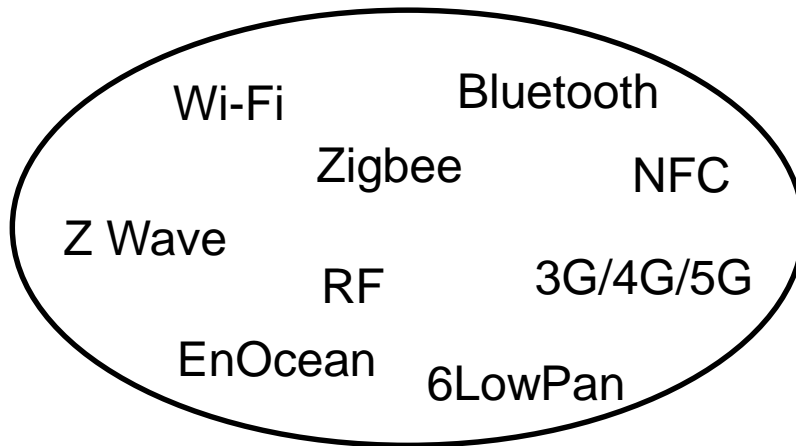 Wi-Fi
Bluetooth
Zigbee
NFC
Z Wave
RF
3G/4G/5G
EnOcean
6LowPan